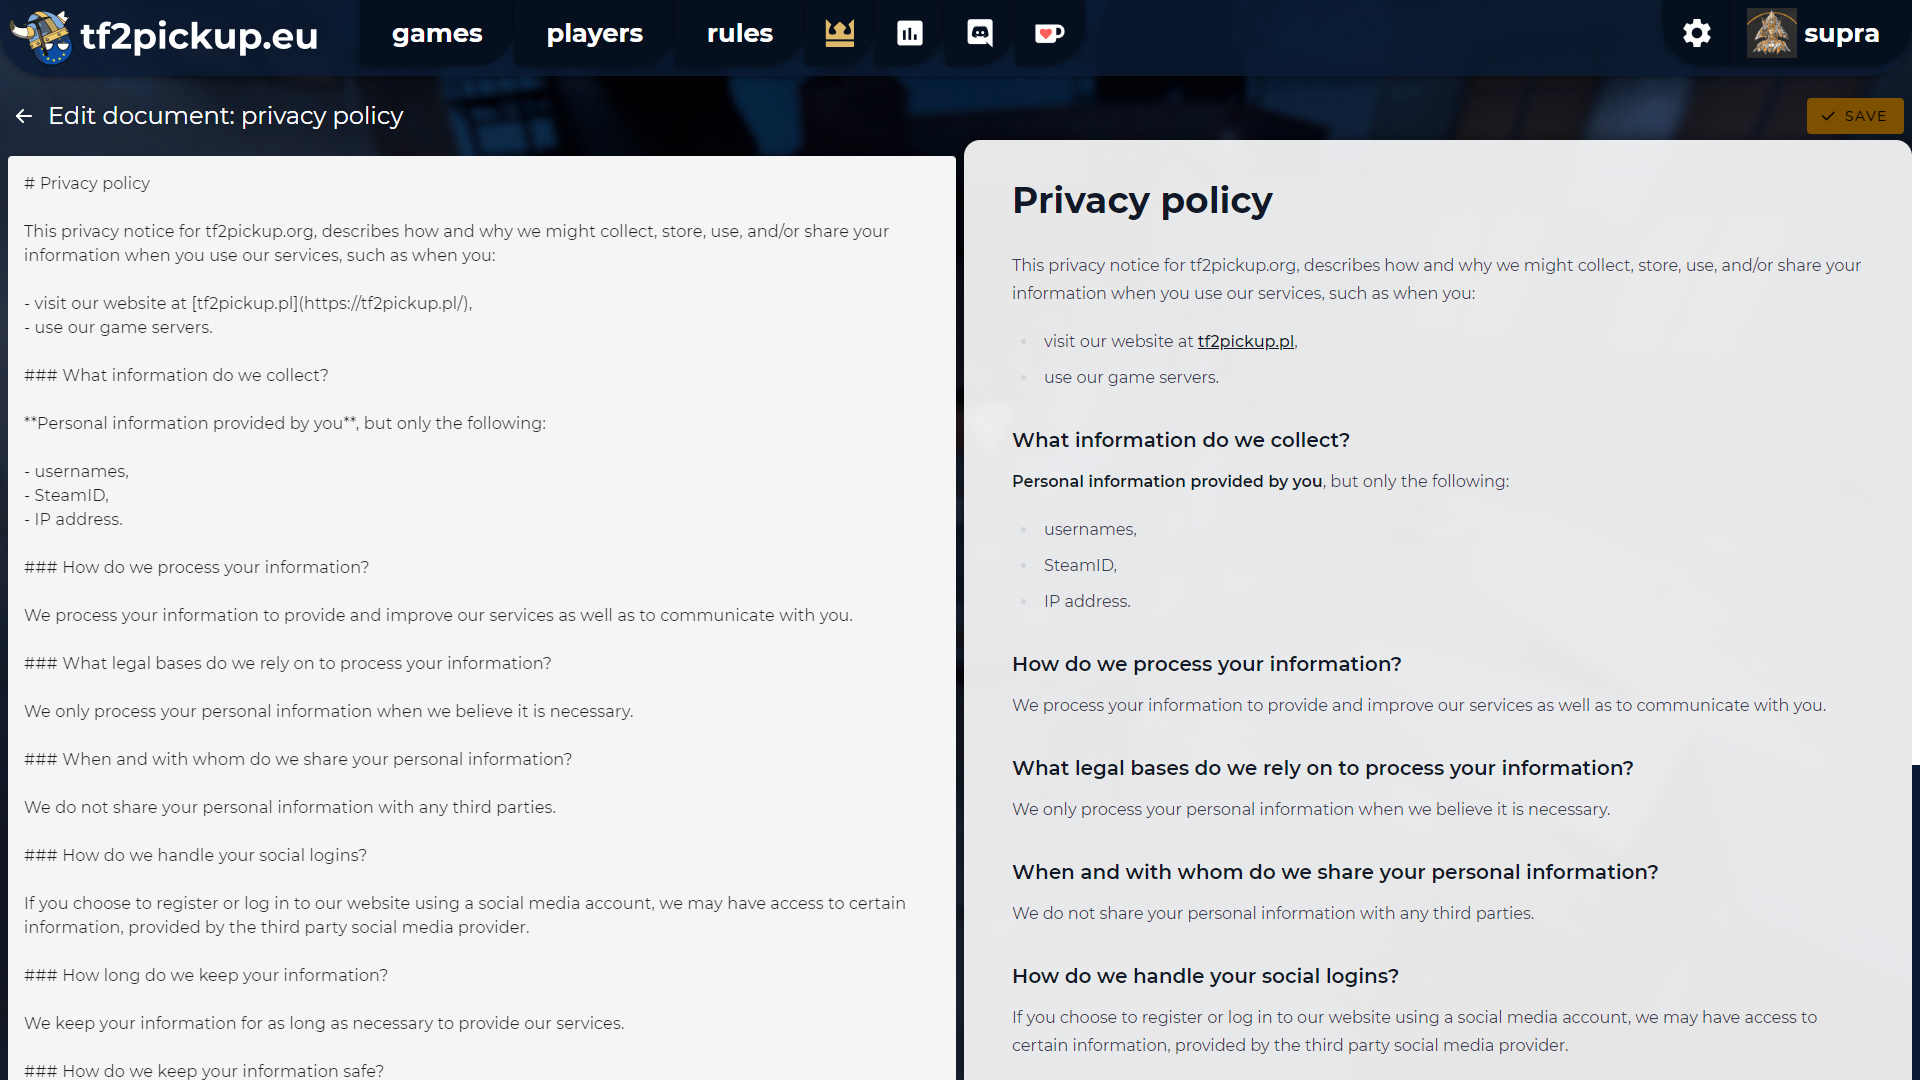 tf2pickup.eu
games
players
rules
supra
Edit document: privacy policy
SAVE
# Privacy policy
This privacy notice for tf2pickup.org, describes how and why we might collect, store, use, and/or share your
information when you use our services, such as when you:
- visit our website at [tf2pickup.pl](https://tf2pickup.pl/),
- use our game servers.
### What information do we collect?
**Personal information provided by you**, but only the following:
- usernames,
- SteamID,
- IP address.
### How do we process your information?
We process your information to provide and improve our services as well as to communicate with you.
### What legal bases do we rely on to process your information?
We only process your personal information when we believe it is necessary.
### When and with whom do we share your personal information?
We do not share your personal information with any third parties.
### How do we handle your social logins?
If you choose to register or log in to our website using a social media account, we may have access to certain
information, provided by the third party social media provider.
### How long do we keep your information?
We keep your information for as long as necessary to provide our services.
### How do we keep your information safe?
Privacy policy
This privacy notice for tf2pickup.org, describes how and why we might collect, store, use, and/or share your
information when you use our services, such as when you:
visit our website at tf2pickup.pl,
use our game servers.
What information do we collect?
Personal information provided by you, but only the following:
usernames,
SteamID,
IP address.
How do we process your information?
We process your information to provide and improve our services as well as to communicate with you.
What legal bases do we rely on to process your information?
We only process your personal information when we believe it is necessary.
When and with whom do we share your personal information?
We do not share your personal information with any third parties.
How do we handle your social logins?
If you choose to register or log in to our website using a social media account, we may have access to
certain information, provided by the third party social media provider.